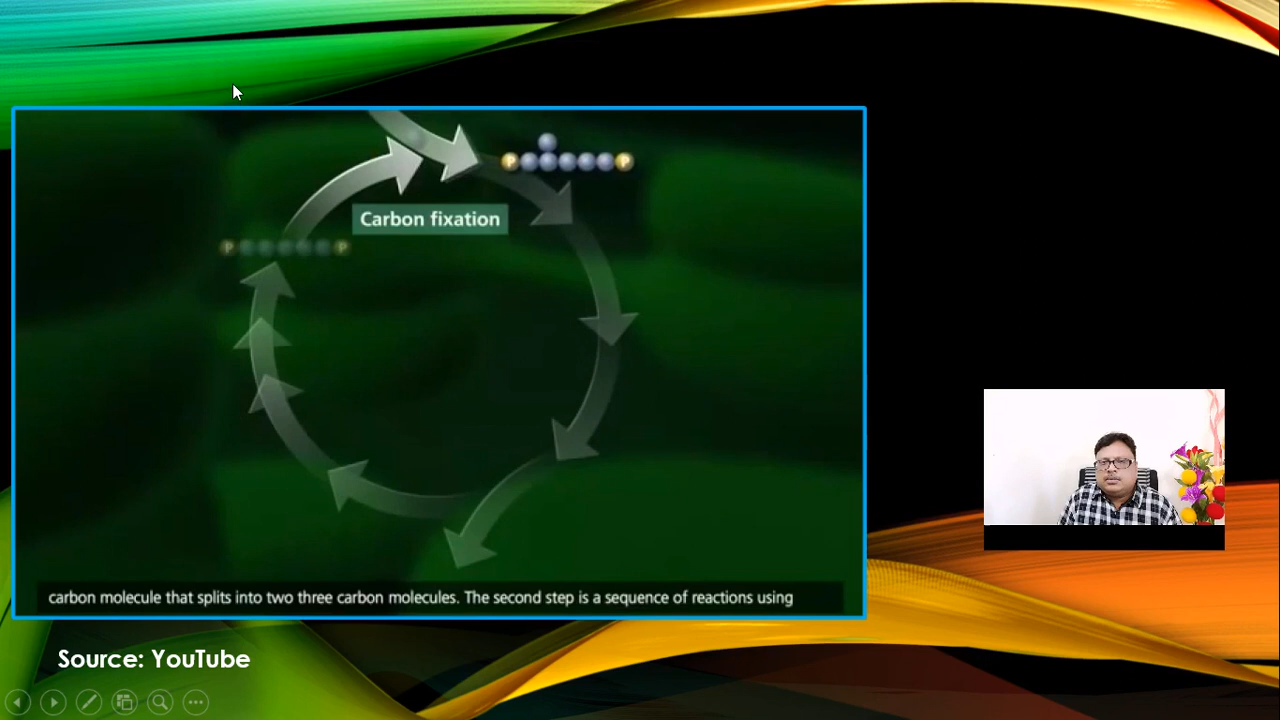 P P
Carbon fixation
P P
carbon molecule that splits into two three carbon molecules. The second step is a sequence of reactions using
Source: YouTube